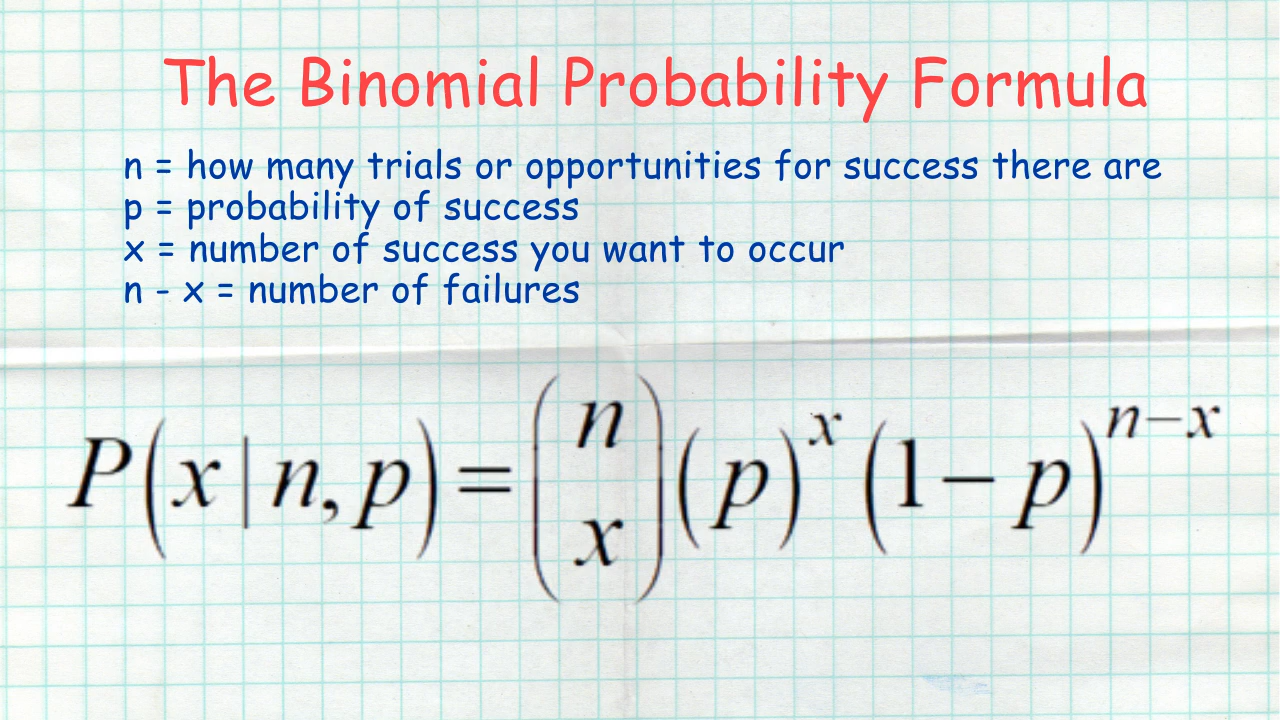 The Binomial Probability Formula
n = how many trials or opportunities for success there are
p = probability of success
x = number of success you want to occur
n - x = number of failures
P(x|n,p)=(n x)(p)^x(1-p)^{n-x}